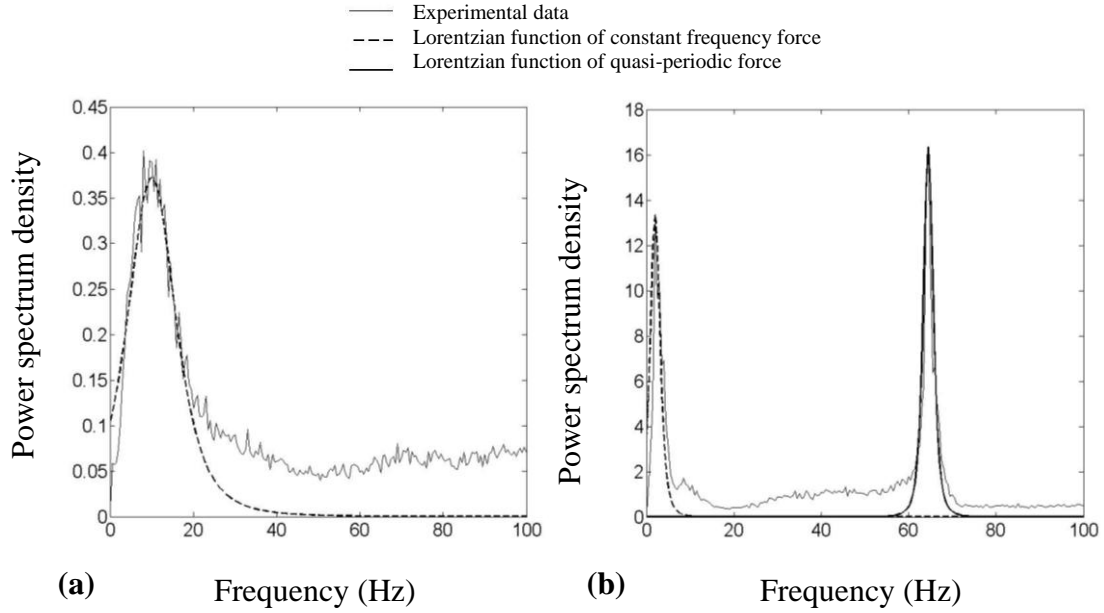 Experimental data
Lorentzian function of constant frequency force
Lorentzian function of quasi-periodic force
Power spectrum density
0.45
0.4
0.35
0.3
0.25
0.2
0.15
0.1
0.05
0
0 20 40 60 80 100
(a) Frequency (Hz)
Power spectrum density
18
16
14
12
10
8
6
4
2
0
0 20 40 60 80 100
(b) Frequency (Hz)